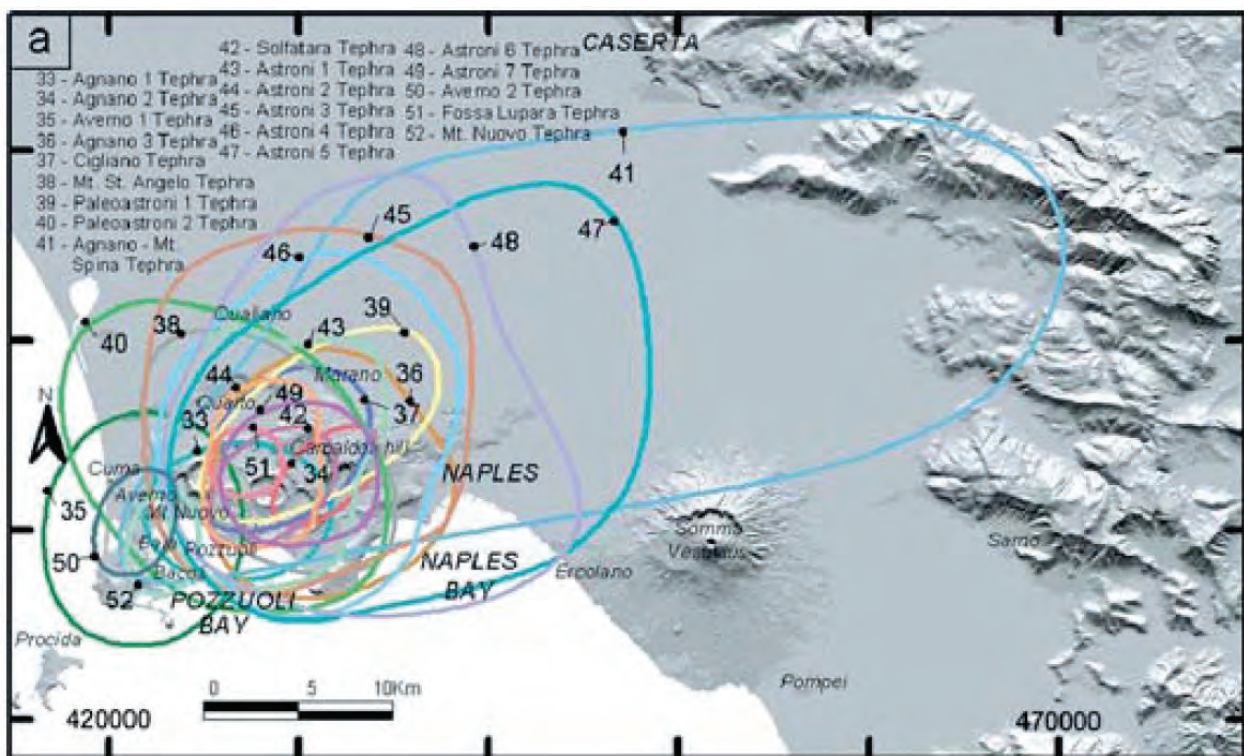 a
33 - Agnano 1 Tephra
34 - Agnano 2 Tephra
35 - Averno 1 Tephra
36 - Agnano 3 Tephra
37 - Cigliano Tephra
38 - Mt. St. Angelo Tephra
39 - Paleoastroni 1 Tephra
40 - Paleoastroni 2 Tephra
41 - Agnano - Mt.
Spina Tephra
42 - Solfatara Tephra
43 - Astroni 1 Tephra
44 - Astroni 2 Tephra
45 - Astroni 3 Tephra
46 - Astroni 4 Tephra
47 - Astroni 5 Tephra
48 - Astroni 6 Tephra
49 - Astroni 7 Tephra
50 - Averno 2 Tephra
51 - Fossa Lupara Tephra
52 - Mt. Nuovo Tephra
CASERTA
41
45
47
48
46
Qualiano
40
38
43
39
44
Marano
36
Quarto
49
37
33
42
Camaldoli hill
N
Cuma
51
34
NAPLES
35
Averno
Mt Nuovo
Somma
Vesuvius
Sarno
50
Baia
Pozzuoli
NAPLES
BAY
Ercolano
Bacoli
52
POZZUOLI
BAY
Procida
Pompei
0 5 10Km
420000
470000